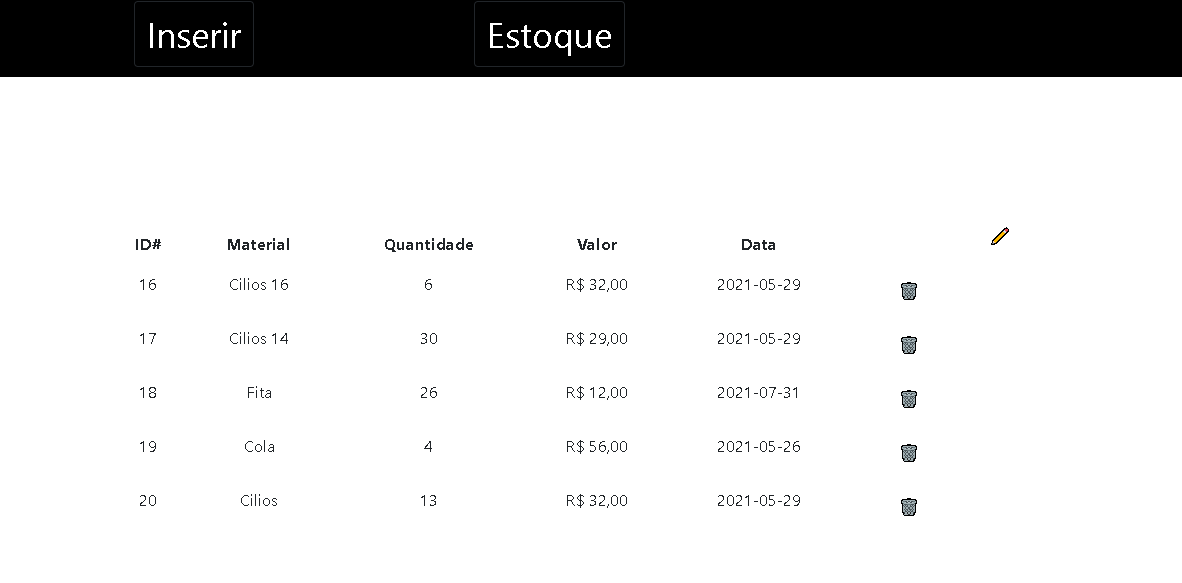 Inserir Estoque
ID# Material Quantidade Valor Data
16 Cilios 16 6 R$ 32,00 2021-05-29
17 Cilios 14 30 R$ 29,00 2021-05-29
18 Fita 26 R$ 12,00 2021-07-31
19 Cola 4 R$ 56,00 2021-05-26
20 Cilios 13 R$ 32,00 2021-05-29